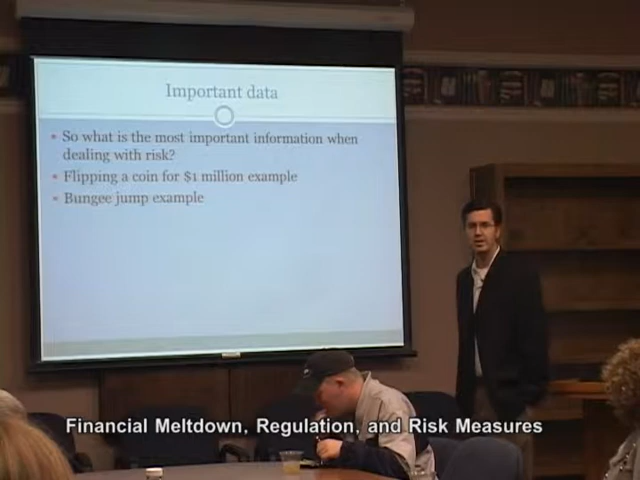 Important data
So what is the most important information when
dealing with risk?
Flipping a coin for $1 million example
Bungee jump example
Financial Meltdown, Regulation, and Risk Measures